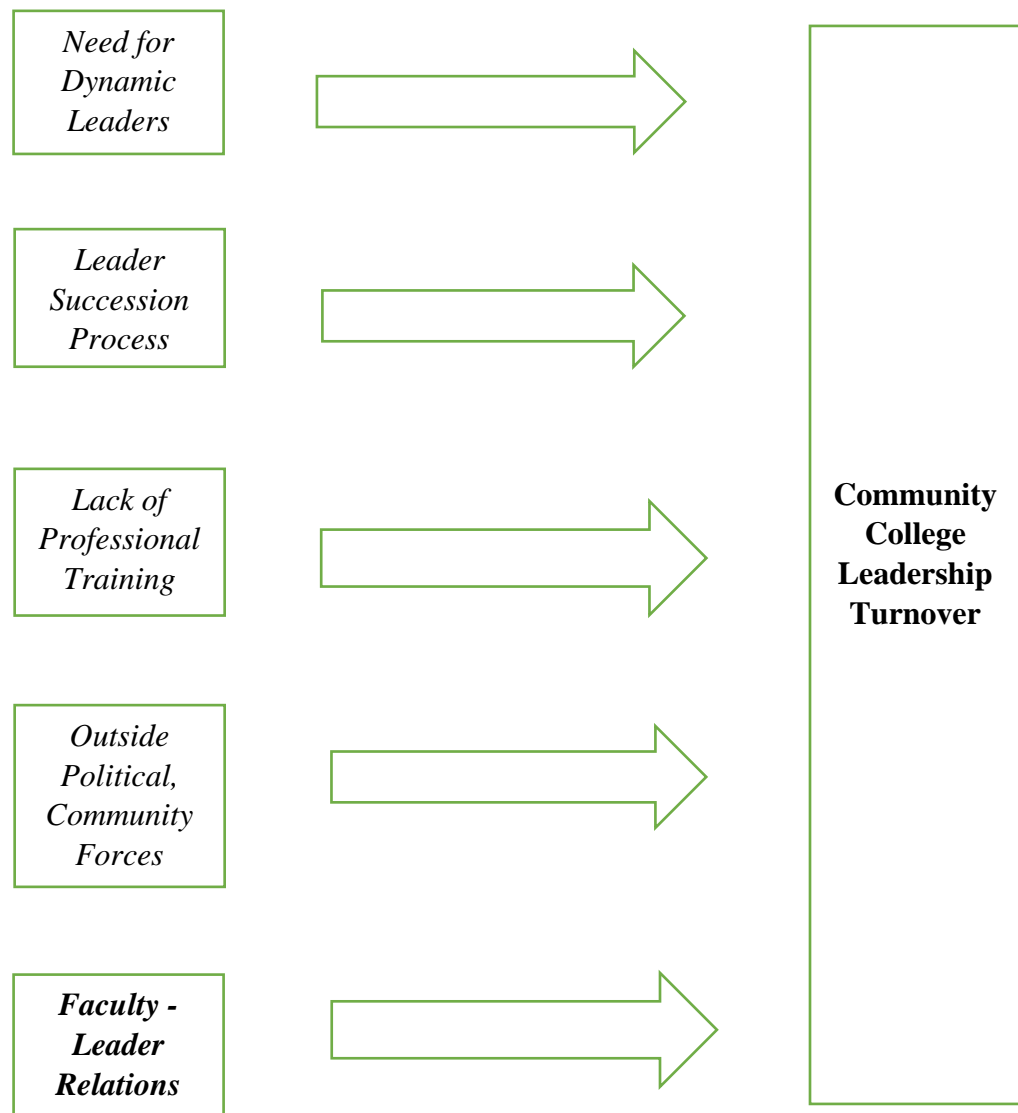 Need for
Dynamic
Leaders
Leader
Succession
Process
Lack of
Professional
Training
Outside
Political,
Community
Forces
Faculty -
Leader
Relations
Community
College
Leadership
Turnover